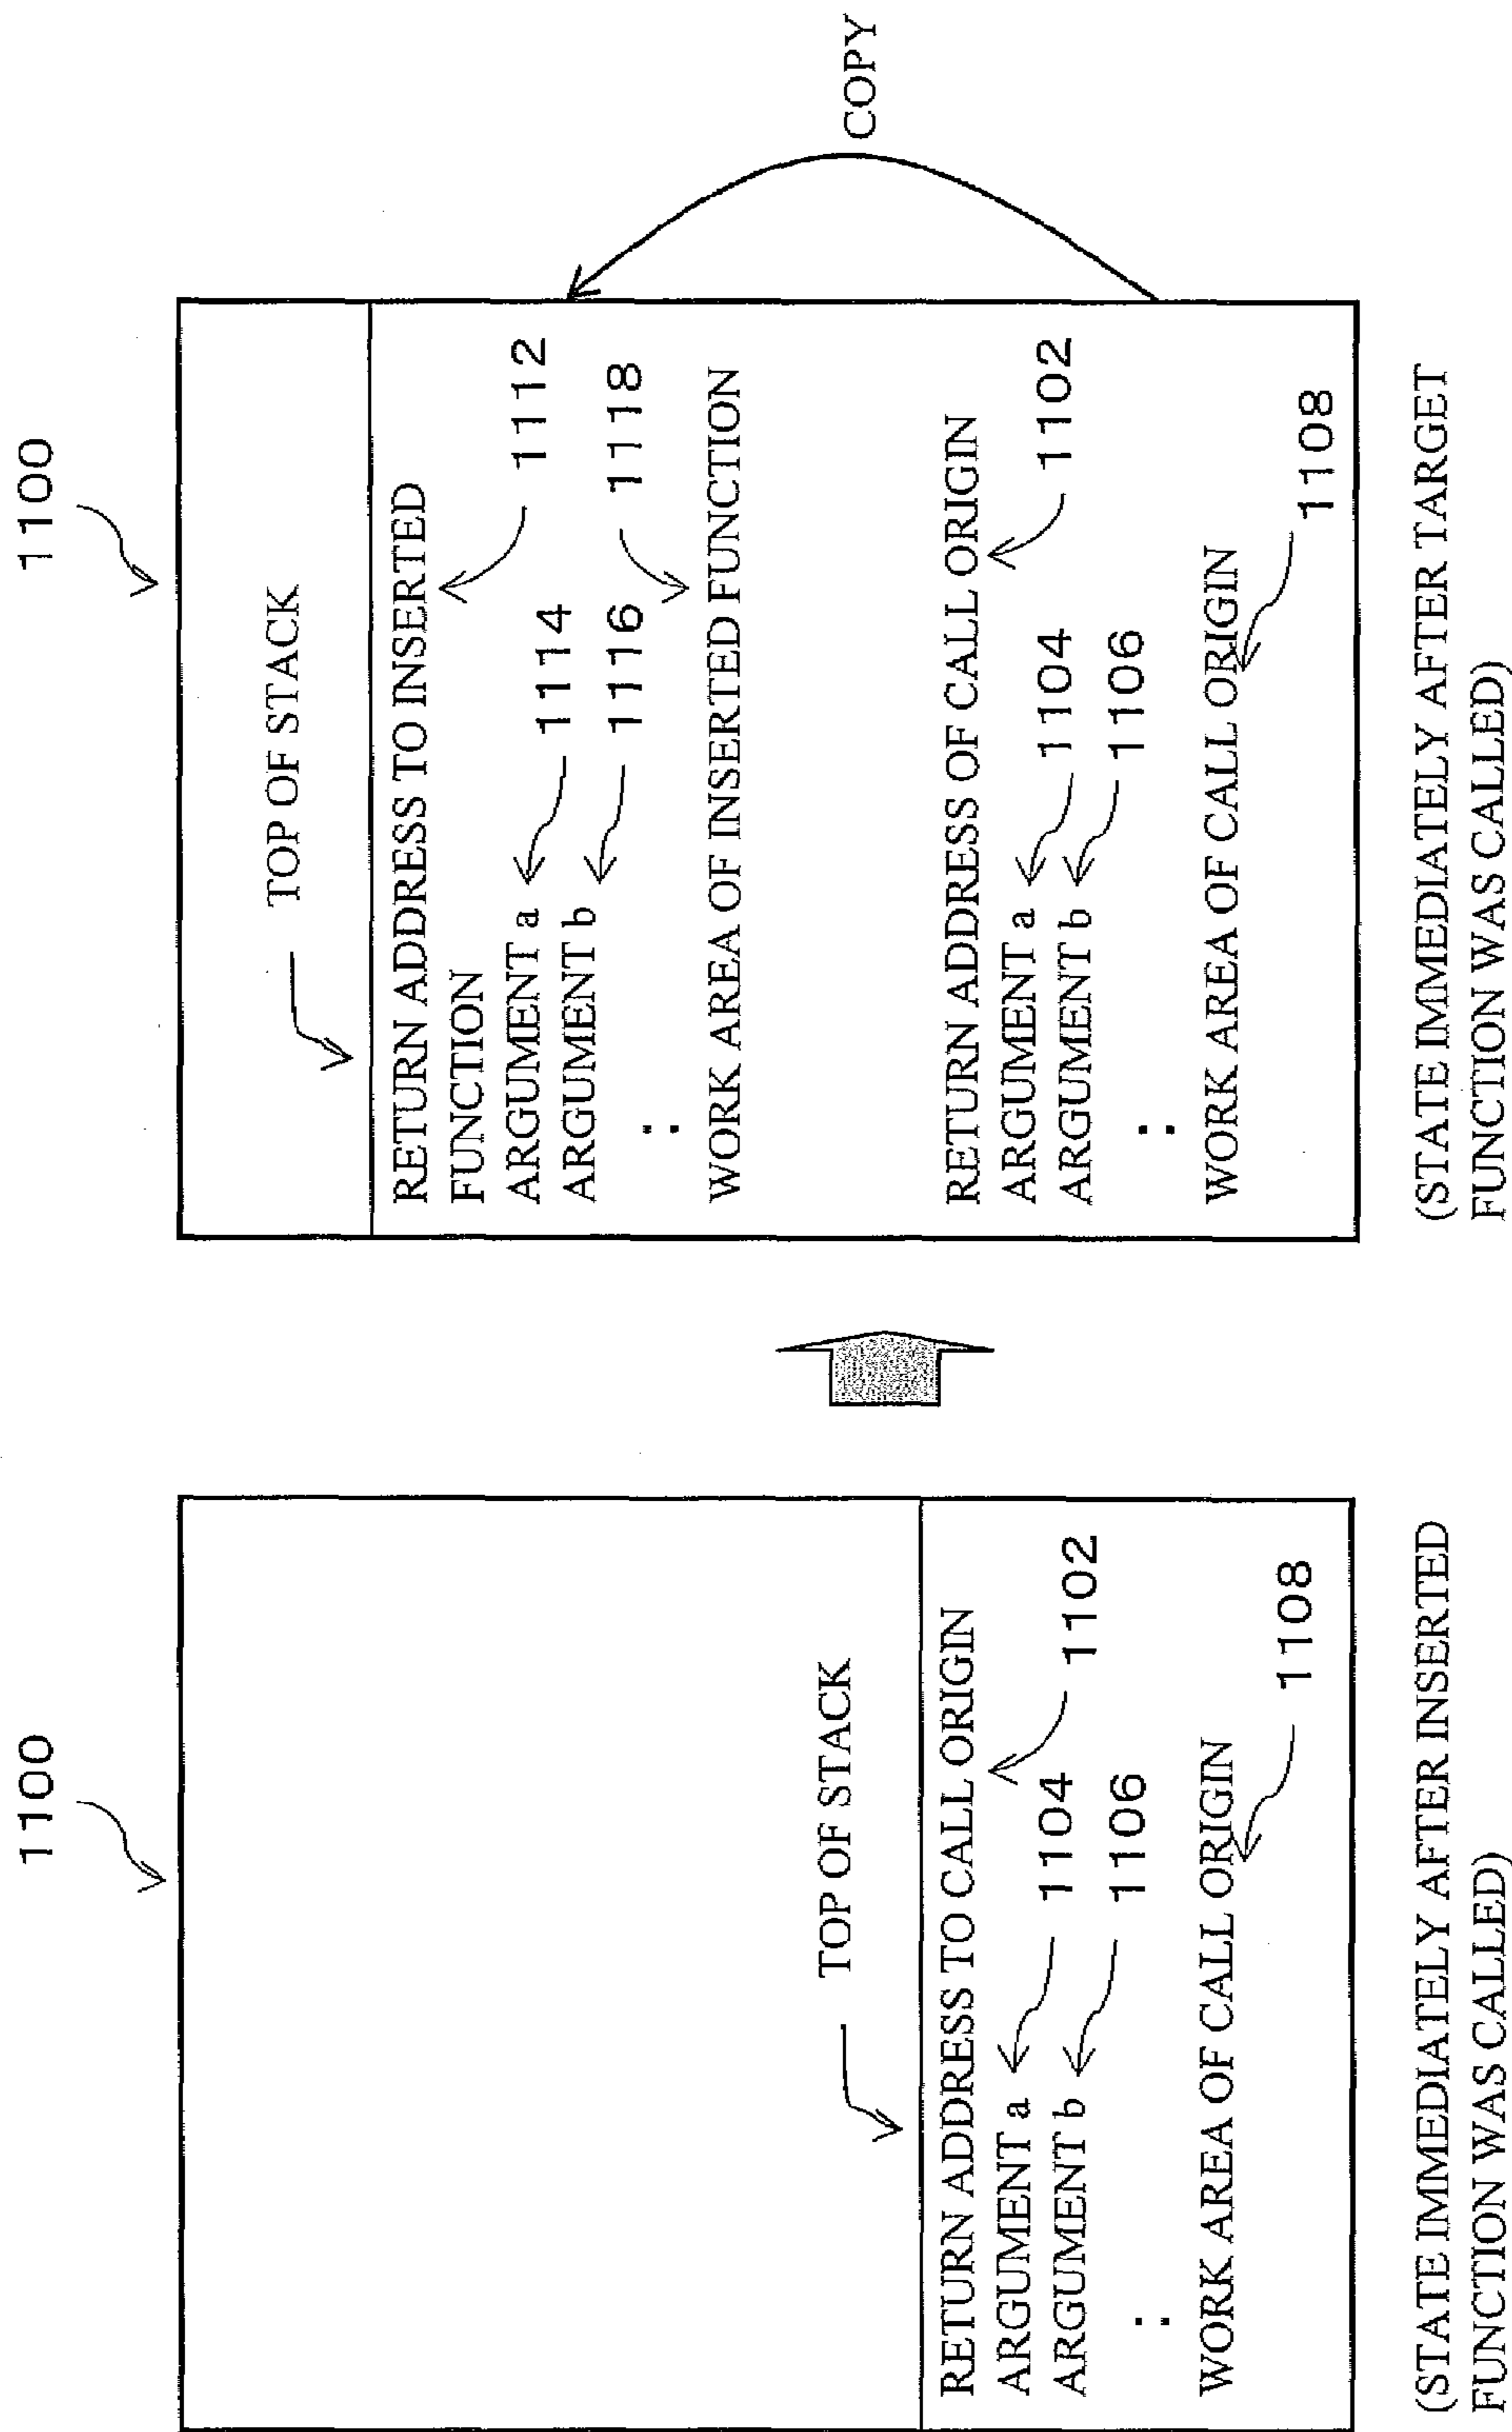 1100
TOP OF STACK
RETURN ADDRESS TO CALL ORIGIN
1102
ARGUMENT a
1104
ARGUMENT b
1106
:
WORK AREA OF CALL ORIGIN
1108
(STATE IMMEDIATELY AFTER INSERTED
FUNCTION WAS CALLED)
1100
TOP OF STACK
RETURN ADDRESS TO INSERTED
FUNCTION
1112
ARGUMENT a
1114
ARGUMENT b
1116
1118
:
WORK AREA OF INSERTED FUNCTION
RETURN ADDRESS OF CALL ORIGIN
1102
ARGUMENT a
1104
ARGUMENT b
1106
:
WORK AREA OF CALL ORIGIN
1108
COPY
(STATE IMMEDIATELY AFTER TARGET
FUNCTION WAS CALLED)